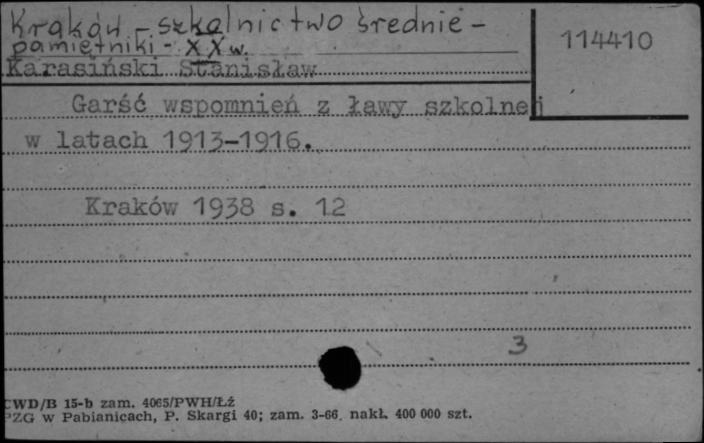 Kraków - szkolnictwo średnie -
pamiętniki - XX w.
114410
Karasiński Stanisław
Garść wspomnień z ławy szkolnej
w latach 1913-1916.
Kraków 1938 s. 12
3
CWD/B 15-b zam. 4065/PWH/Łź
PZG w Pabianicach, P. Skargi 40; zam. 3-66. nakł. 400 000 szt.